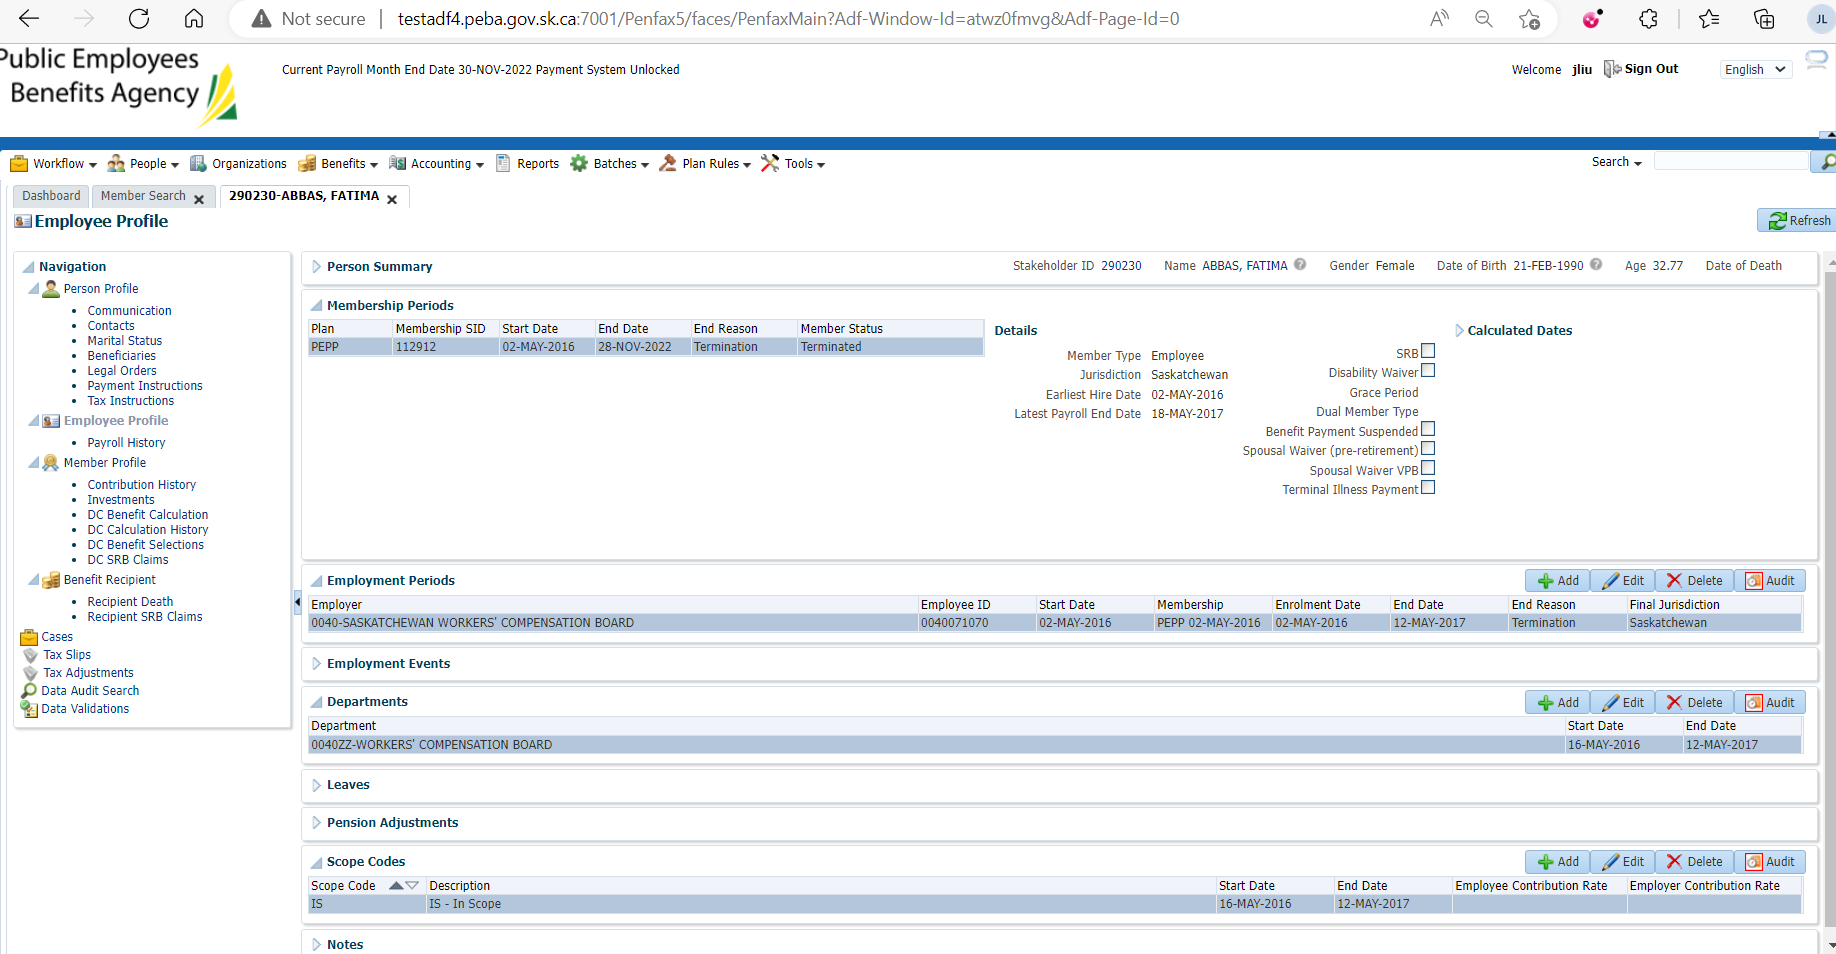 Not secure | testadf4.peba.gov.sk.ca:7001/Penfax5/faces/PenfaxMain?Adf-Window-Id=atwz0fmvg&Adf-Page-Id=0
JL
Public Employees
Benefits Agency
Current Payroll Month End Date 30-NOV-2022 Payment System Unlocked
Welcome jliu Sign Out English
Workflow People Organizations Benefits Accounting Reports Batches Plan Rules Tools Search
Dashboard Member Search 290230-ABBAS, FATIMA
Employee Profile
Refresh
Navigation
Person Profile
Communication
Contacts
Marital Status
Beneficiaries
Legal Orders
Payment Instructions
Tax Instructions
Employee Profile
Payroll History
Member Profile
Contribution History
Investments
DC Benefit Calculation
DC Calculation History
DC Benefit Selections
DC SRB Claims
Benefit Recipient
Recipient Death
Recipient SRB Claims
Cases
Tax Slips
Tax Adjustments
Data Audit Search
Data Validations
Person Summary Stakeholder ID 290230 Name ABBAS, FATIMA Gender Female Date of Birth 21-FEB-1990 Age 32.77 Date of Death
Membership Periods
Plan Membership SID Start Date End Date End Reason Member Status
PEPP 112912 02-MAY-2016 28-NOV-2022 Termination Terminated
Details
Member Type Employee
Jurisdiction Saskatchewan
Earliest Hire Date 02-MAY-2016
Latest Payroll End Date 18-MAY-2017
SRB
Disability Waiver
Grace Period
Dual Member Type
Benefit Payment Suspended
Spousal Waiver (pre-retirement)
Spousal Waiver VPB
Terminal Illness Payment
Calculated Dates
Employment Periods Add Edit Delete Audit
Employer Employee ID Start Date Membership Enrolment Date End Date End Reason Final Jurisdiction
0040-SASKATCHEWAN WORKERS' COMPENSATION BOARD 0040071070 02-MAY-2016 PEPP 02-MAY-2016 02-MAY-2016 12-MAY-2017 Termination Saskatchewan
Employment Events
Departments Add Edit Delete Audit
Department Start Date End Date
0040ZZ-WORKERS' COMPENSATION BOARD 16-MAY-2016 12-MAY-2017
Leaves
Pension Adjustments
Scope Codes Add Edit Delete Audit
Scope Code Description Start Date End Date Employee Contribution Rate Employer Contribution Rate
IS IS - In Scope 16-MAY-2016 12-MAY-2017
Notes